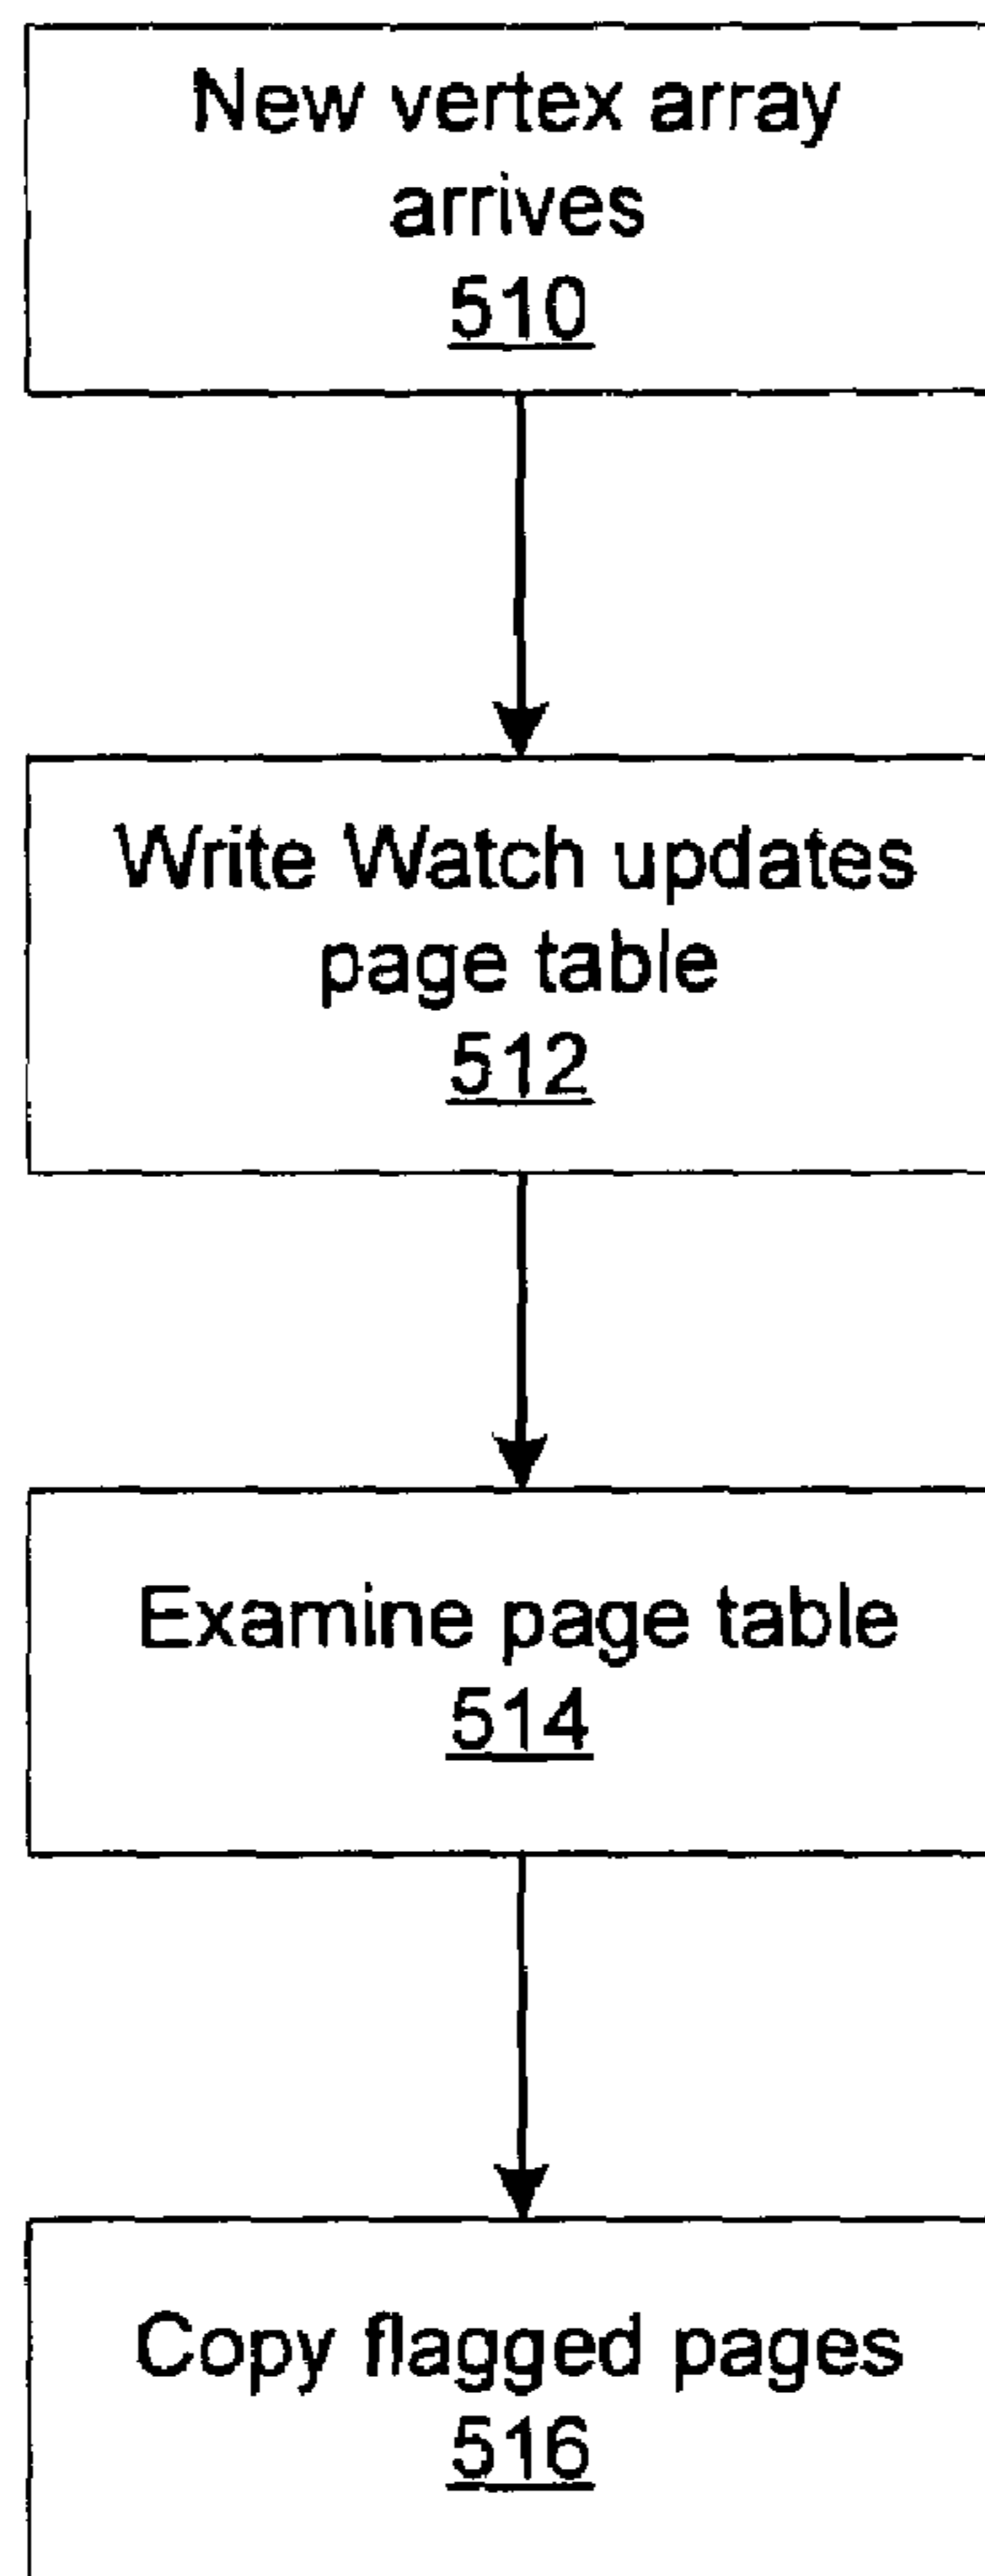 New vertex array
arrives
510
Write Watch updates
page table
512
Examine page table
514
Copy flagged pages
516